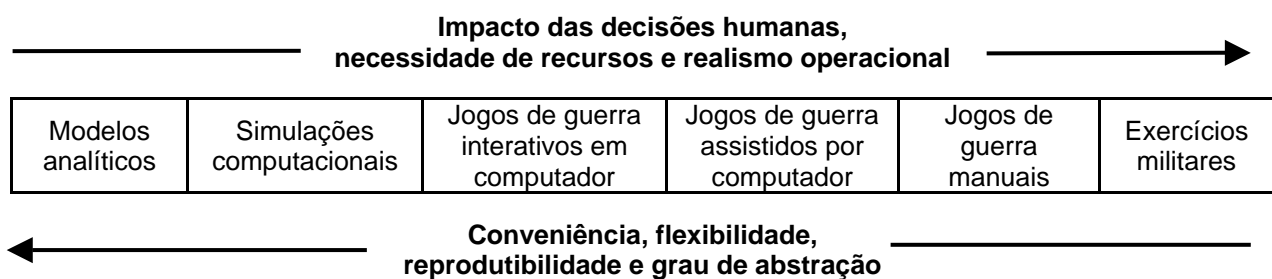 Impacto das decisões humanas,
necessidade de recursos e realismo operacional
Modelos
analíticos
Simulações
computacionais
Jogos de guerra
interativos em
computador
Jogos de guerra
assistidos por
computador
Jogos de
guerra
manuais
Exercícios
militares
Conveniência, flexibilidade,
reprodutibilidade e grau de abstração